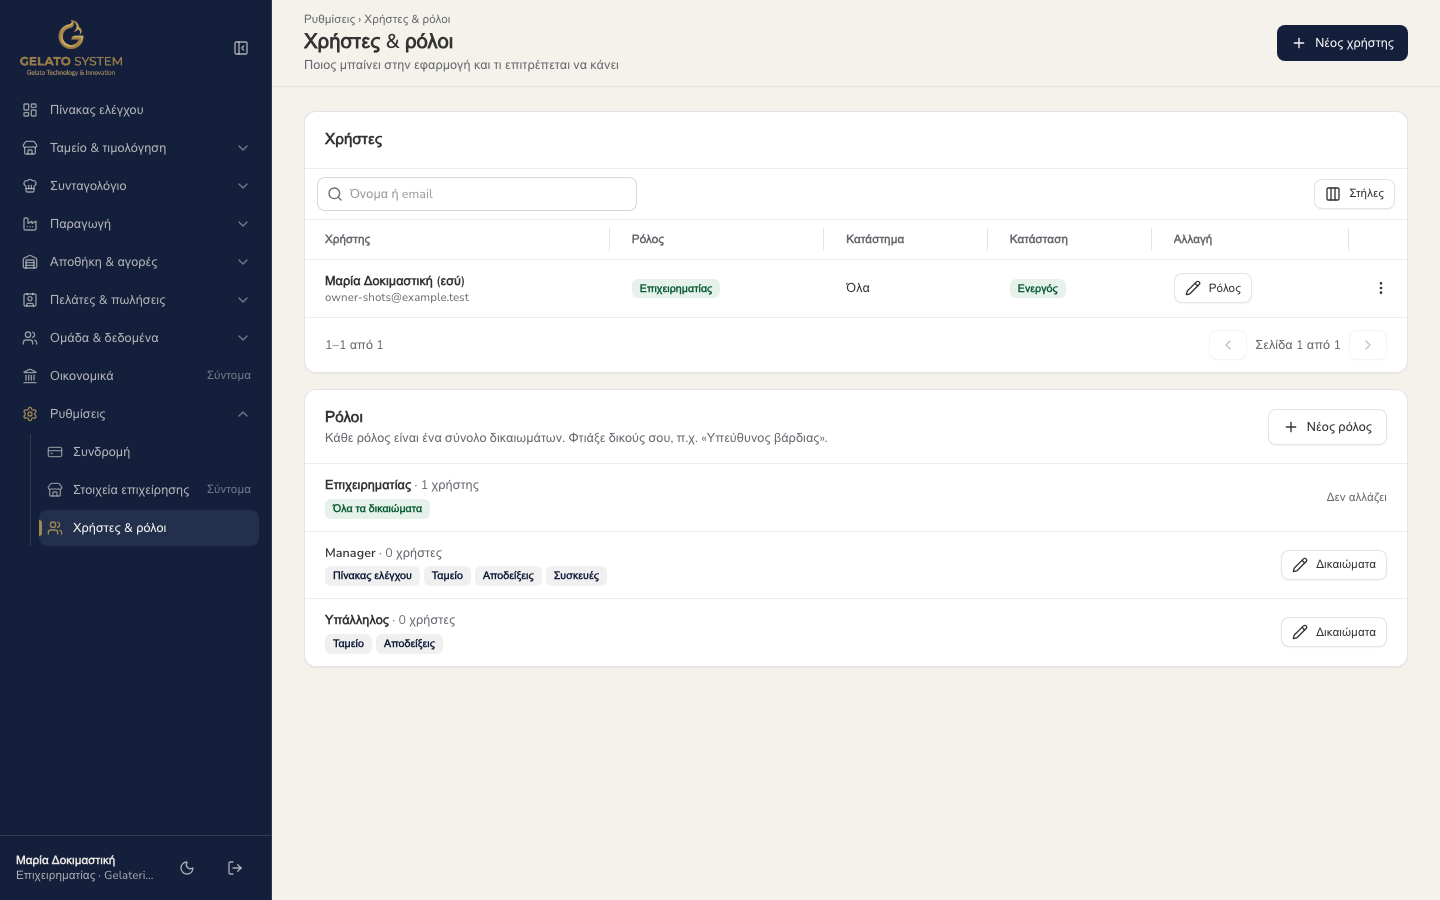 GELATO SYSTEM
Gelato Technology & Innovation
Πίνακας ελέγχου
Ταμείο & τιμολόγηση
Συνταγολόγιο
Παραγωγή
Αποθήκη & αγορές
Πελάτες & πωλήσεις
Ομάδα & δεδομένα
Οικονομικά Σύντομα
Ρυθμίσεις
Συνδρομή
Στοιχεία επιχείρησης Σύντομα
Χρήστες & ρόλοι
Μαρία Δοκιμαστική
Επιχειρηματίας · Gelateri...
Ρυθμίσεις › Χρήστες & ρόλοι
Χρήστες & ρόλοι
Ποιος μπαίνει στην εφαρμογή και τι επιτρέπεται να κάνει
Νέος χρήστης
Χρήστες
Όνομα ή email
Στήλες
Χρήστης Ρόλος Κατάστημα Κατάσταση Αλλαγή
Μαρία Δοκιμαστική (εσύ)
owner-shots@example.test
Επιχειρηματίας Όλα Ενεργός Ρόλος
1–1 από 1
Σελίδα 1 από 1
Ρόλοι
Κάθε ρόλος είναι ένα σύνολο δικαιωμάτων. Φτιάξε δικούς σου, π.χ. «Υπεύθυνος βάρδιας».
Νέος ρόλος
Επιχειρηματίας · 1 χρήστης
Όλα τα δικαιώματα
Δεν αλλάζει
Manager · 0 χρήστες
Πίνακας ελέγχου Ταμείο Αποδείξεις Συσκευές
Δικαιώματα
Υπάλληλος · 0 χρήστες
Ταμείο Αποδείξεις
Δικαιώματα